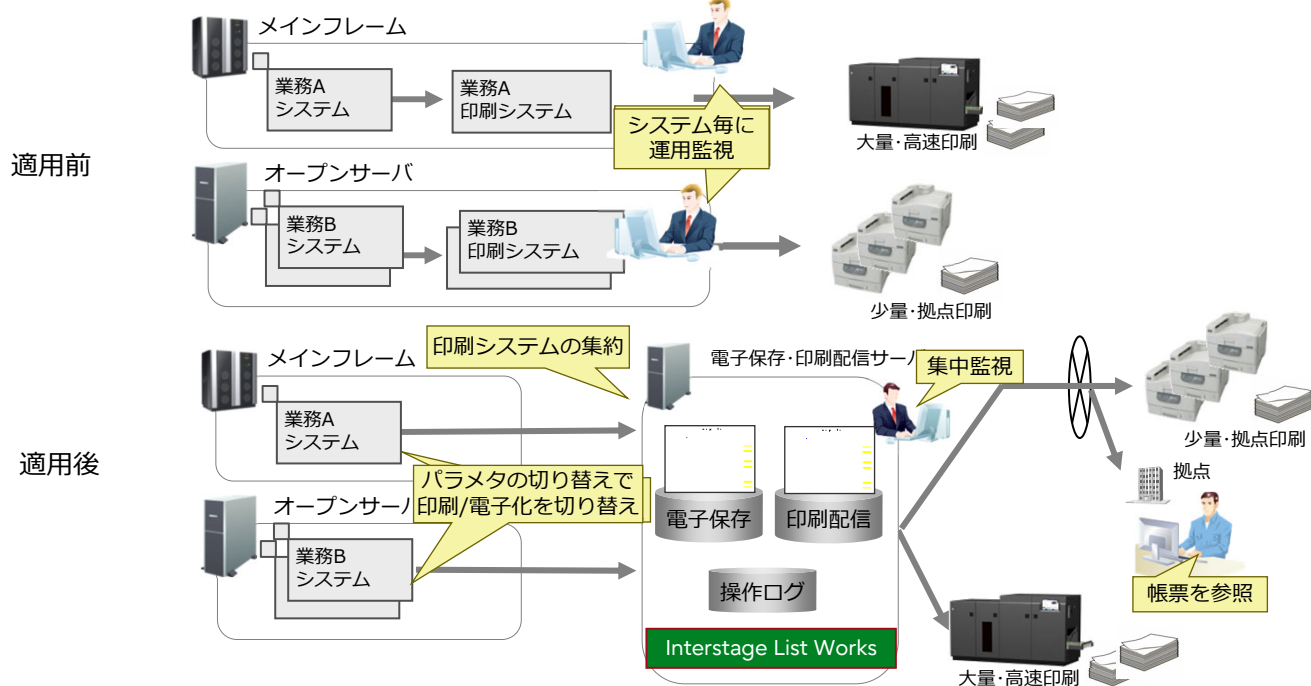 適用前
メインフレーム
業務A
システム
業務A
印刷システム
システム毎に
運用監視
大量・高速印刷
オープンサーバ
業務B
システム
業務B
印刷システム
少量・拠点印刷
適用後
メインフレーム
業務A
システム
印刷システムの集約
電子保存・印刷配信サー
集中監視
パラメタの切り替えで
印刷/電子化を切り替え
オープンサー
業務B
システム
電子保存
印刷配信
操作ログ
Interstage List Works
少量・拠点印刷
拠点
帳票を参照
大量・高速印刷